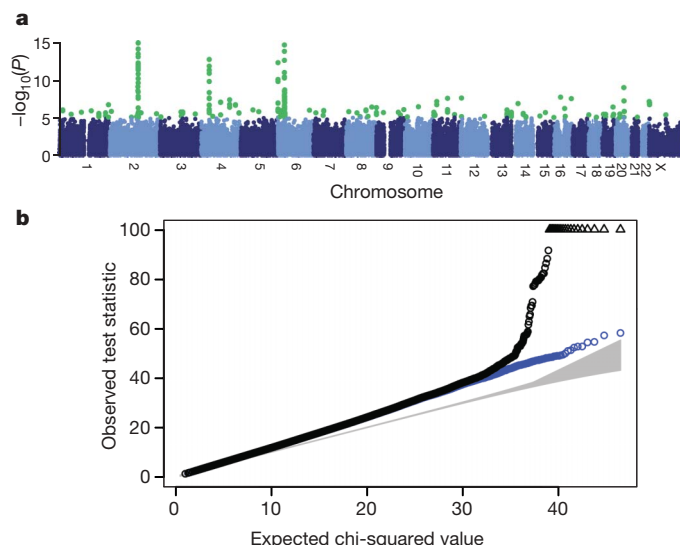 a
15
10
5
0
–log10(P)
1 2 3 4 5 6 7 8 9 10 11 12 13 14 15 16 17 18 19 20 21 22 X
Chromosome
b
100
80
60
40
20
0
Observed test statistic
0 10 20 30 40
Expected chi-squared value